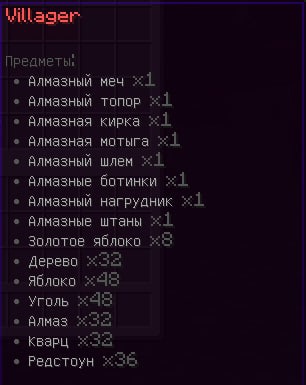 Villager
Предметы:
• Алмазный меч x1
• Алмазный топор x1
• Алмазная кирка x1
• Алмазная мотыга x1
• Алмазный шлем x1
• Алмазные ботинки x1
• Алмазный нагрудник x1
• Алмазные штаны x1
• Золотое яблоко x8
• Дерево x32
• Яблоко x48
• Уголь x48
• Алмаз x32
• Кварц x32
• Редстоун x36